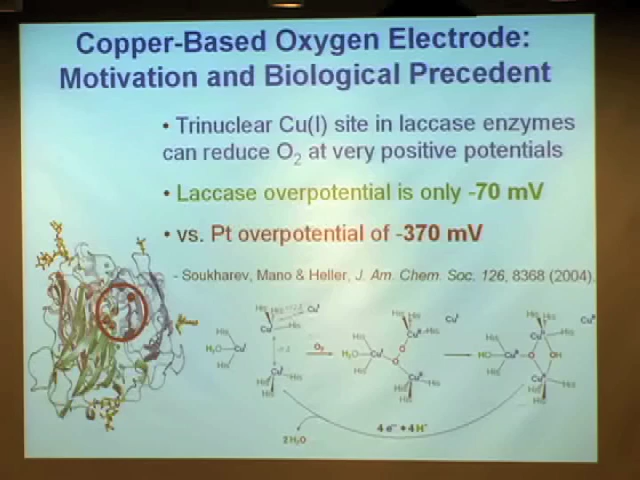 Copper-Based Oxygen Electrode:
Motivation and Biological Precedent
• Trinuclear Cu(I) site in laccase enzymes
can reduce O₂ at very positive potentials
• Laccase overpotential is only -70 mV
• vs. Pt overpotential of -370 mV
- Soukharev, Mano & Heller, J. Am. Chem. Soc. 126, 8368 (2004).
O₂
4 e⁻ + 4 H⁺
2 H₂O